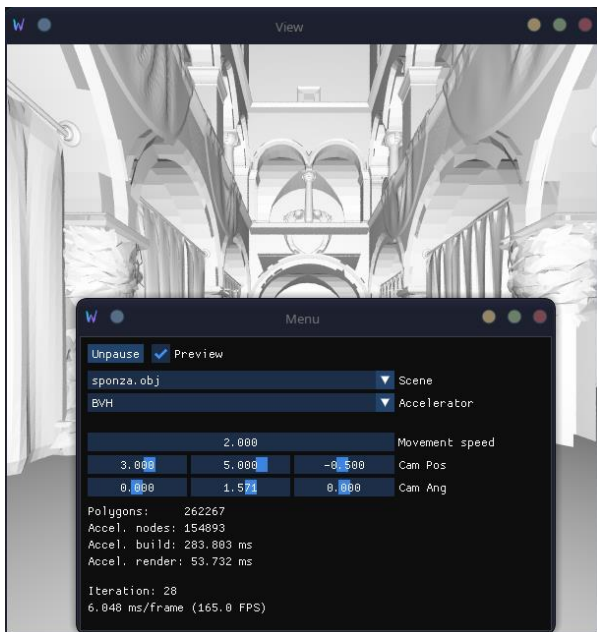 View
Menu
Unpause Preview
sponza.obj Scene
BVH Accelerator
2.000 Movement speed
3.000 5.000 -0.500 Cam Pos
0.000 1.571 0.000 Cam Ang
Polygons: 262267
Accel. nodes: 154893
Accel. build: 283.803 ms
Accel. render: 53.732 ms
Iteration: 28
6.048 ms/frame (165.0 FPS)